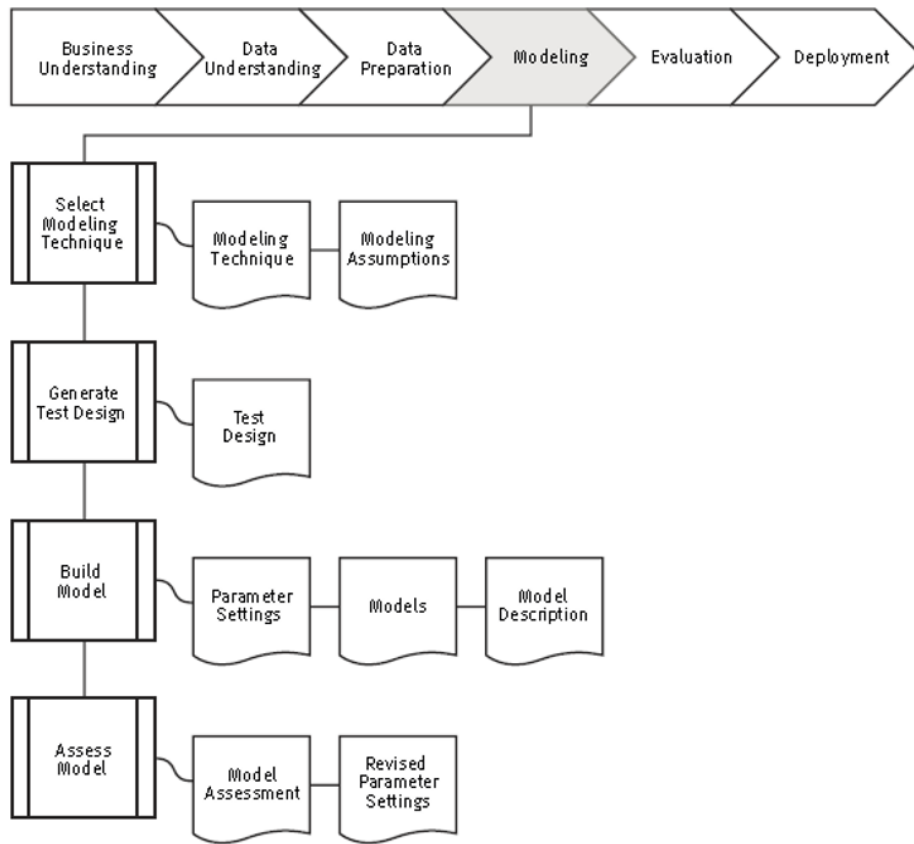 Business
Understanding
Data
Understanding
Data
Preparation
Modeling
Evaluation
Deployment
Select
Modeling
Technique
Modeling
Technique
Modeling
Assumptions
Generate
Test Design
Test
Design
Build
Model
Parameter
Settings
Models
Model
Description
Assess
Model
Model
Assessment
Revised
Parameter
Settings